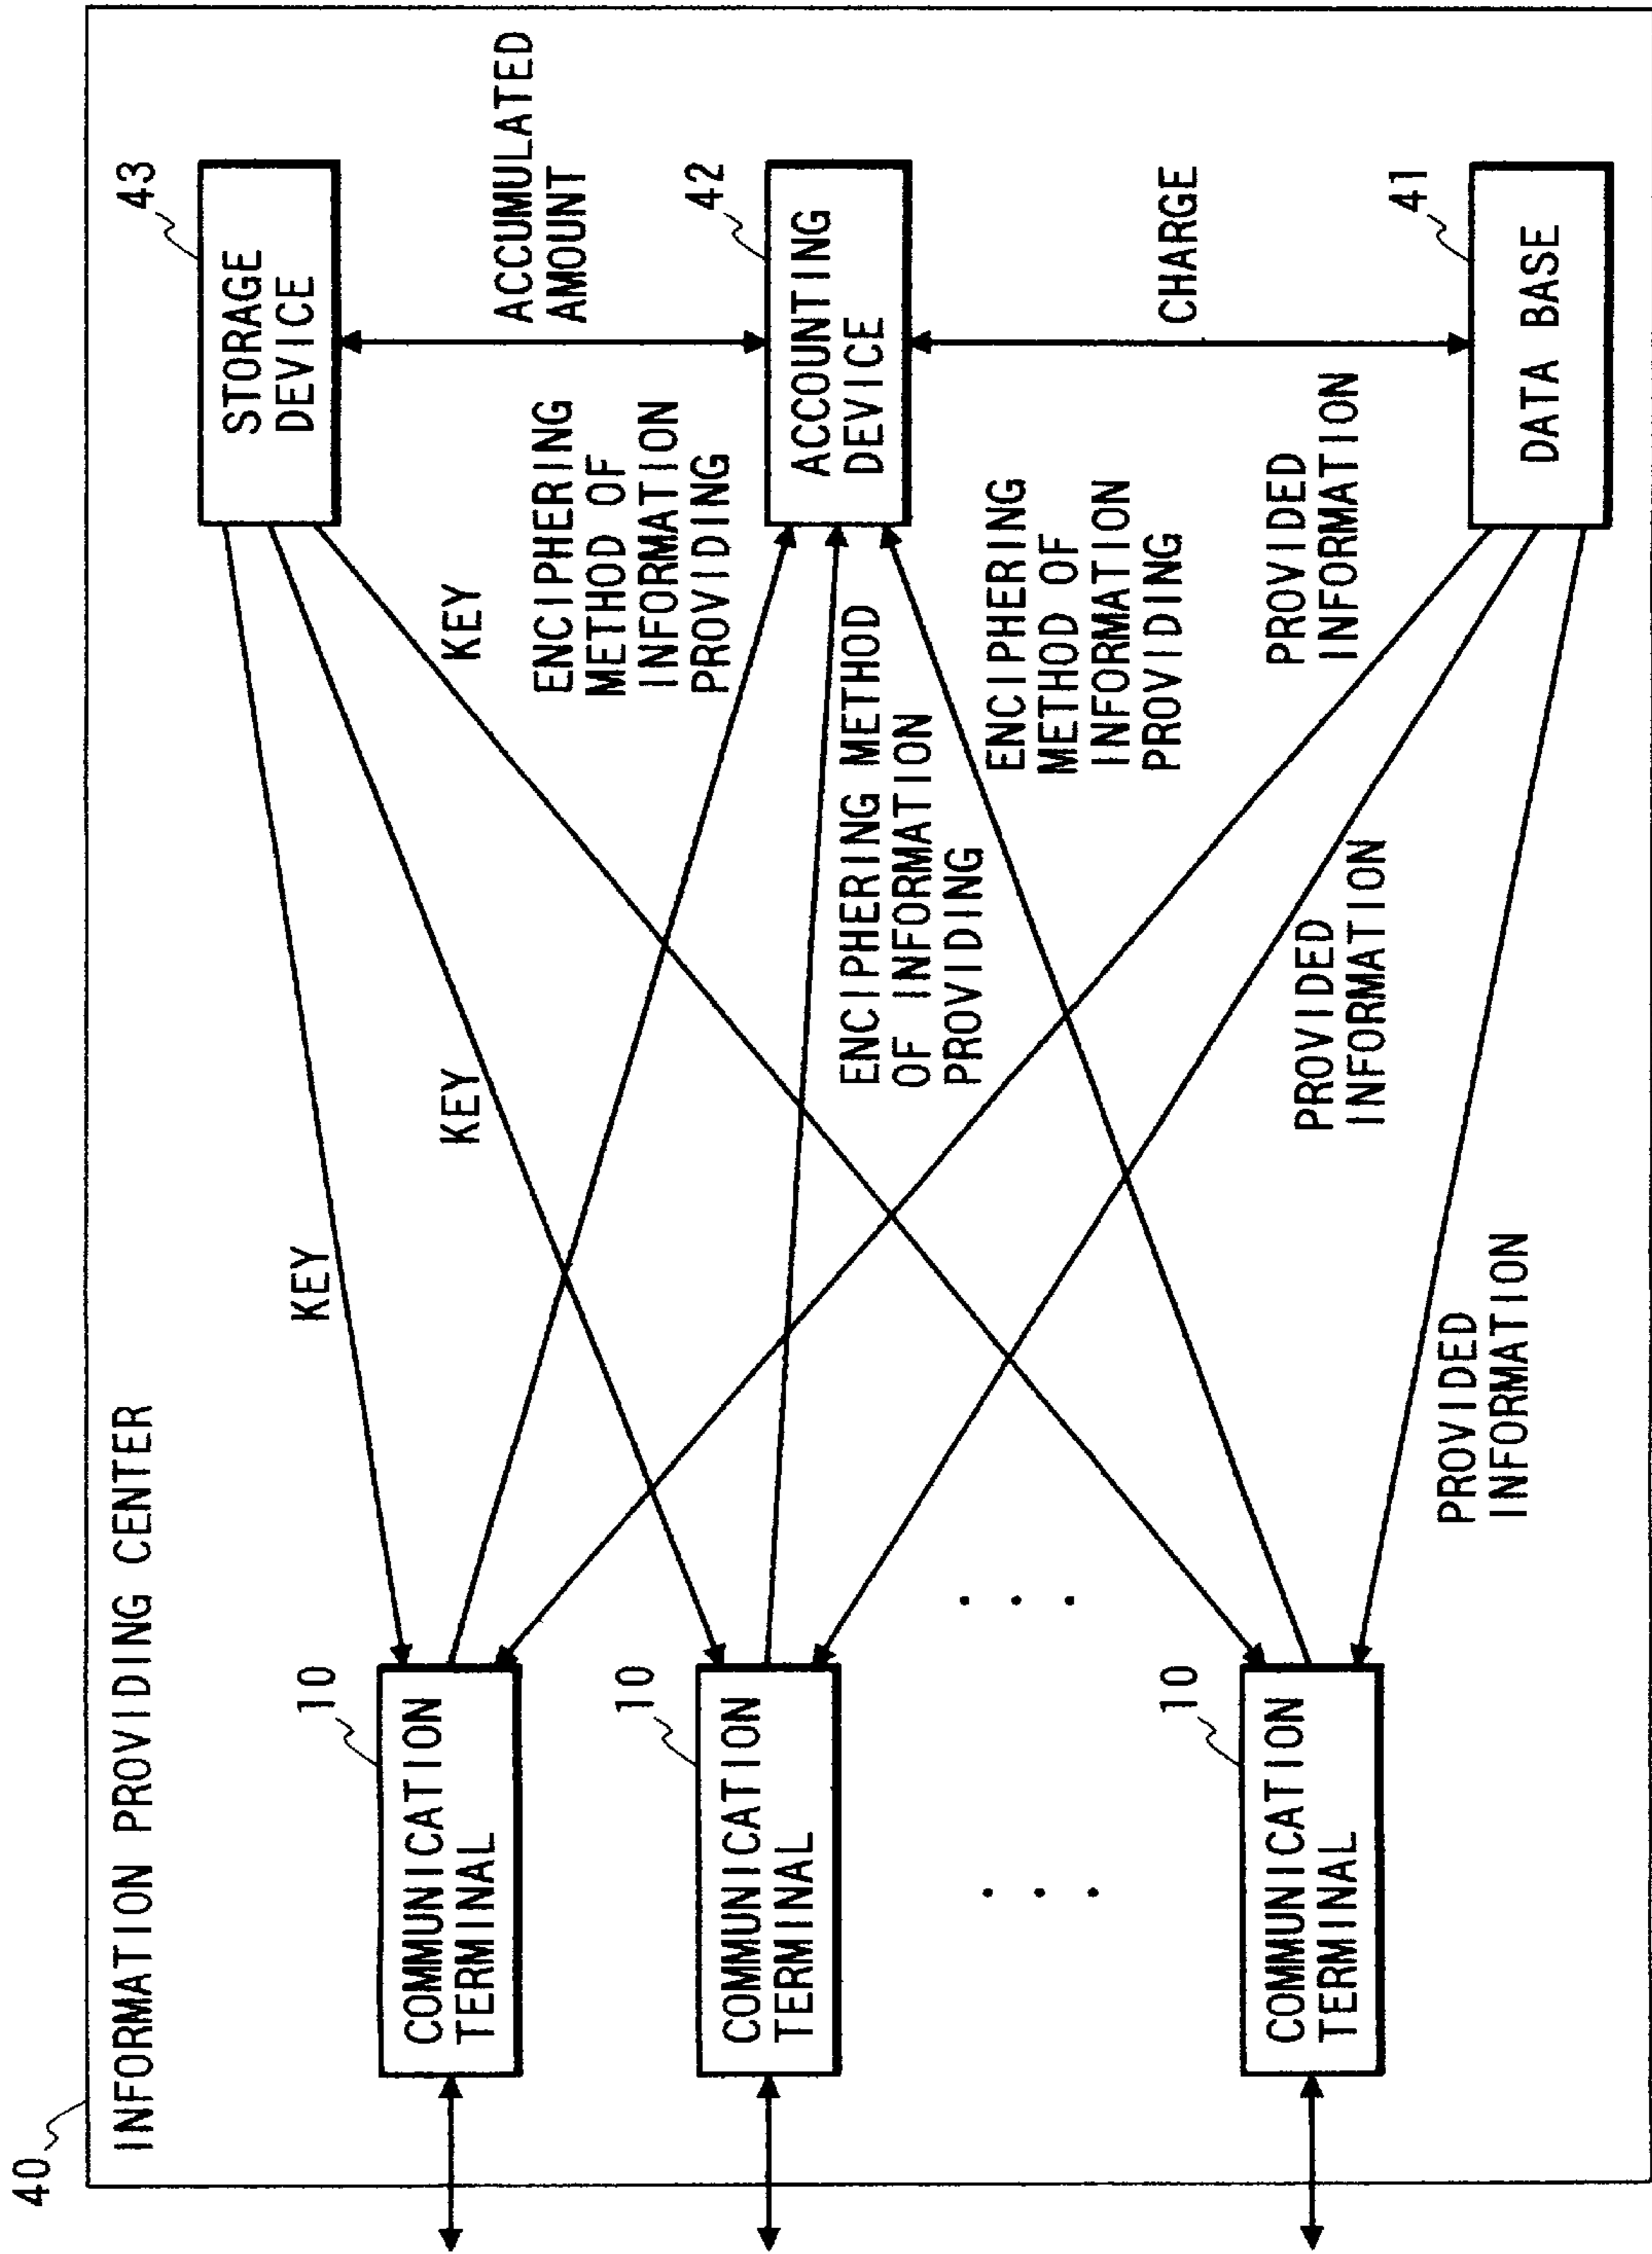 40
INFORMATION PROVIDING CENTER
10
COMMUNICATION
TERMINAL
10
COMMUNICATION
TERMINAL
. . .
10
COMMUNICATION
TERMINAL
. . .
KEY
KEY
KEY
ENCIPHERING
METHOD OF
INFORMATION
PROVIDING
ENCIPHERING METHOD
OF INFORMATION
PROVIDING
ENCIPHERING
METHOD OF
INFORMATION
PROVIDING
PROVIDED
INFORMATION
PROVIDED
INFORMATION
PROVIDED
INFORMATION
43
STORAGE
DEVICE
ACCUMULATED
AMOUNT
42
ACCOUNTING
DEVICE
CHARGE
41
DATA BASE